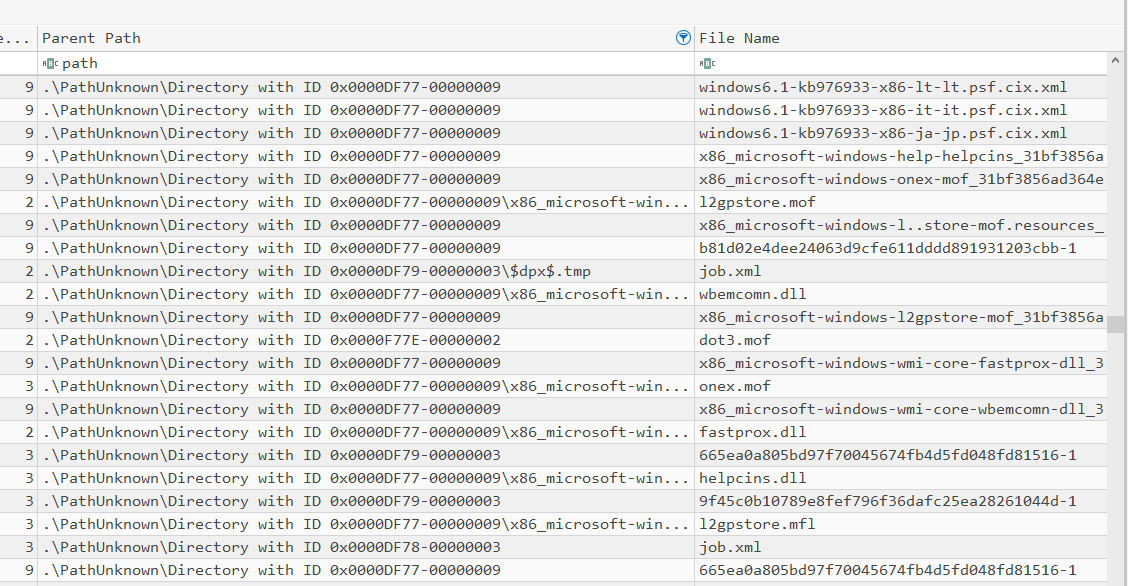 e... Parent Path File Name
path
9 .\PathUnknown\Directory with ID 0x0000DF77-00000009 windows6.1-kb976933-x86-lt-lt.psf.cix.xml
9 .\PathUnknown\Directory with ID 0x0000DF77-00000009 windows6.1-kb976933-x86-it-it.psf.cix.xml
9 .\PathUnknown\Directory with ID 0x0000DF77-00000009 windows6.1-kb976933-x86-ja-jp.psf.cix.xml
9 .\PathUnknown\Directory with ID 0x0000DF77-00000009 x86_microsoft-windows-help-helpcins_31bf3856a
9 .\PathUnknown\Directory with ID 0x0000DF77-00000009 x86_microsoft-windows-onex-mof_31bf3856ad364e
2 .\PathUnknown\Directory with ID 0x0000DF77-00000009\x86_microsoft-win... l2gpstore.mof
9 .\PathUnknown\Directory with ID 0x0000DF77-00000009 x86_microsoft-windows-l..store-mof.resources_
9 .\PathUnknown\Directory with ID 0x0000DF77-00000009 b81d02e4dee24063d9cfe611dddd891931203cbb-1
2 .\PathUnknown\Directory with ID 0x0000DF79-00000003\$dpx$.tmp job.xml
2 .\PathUnknown\Directory with ID 0x0000DF77-00000009\x86_microsoft-win... wbemcomn.dll
9 .\PathUnknown\Directory with ID 0x0000DF77-00000009 x86_microsoft-windows-l2gpstore-mof_31bf3856a
2 .\PathUnknown\Directory with ID 0x0000F77E-00000002 dot3.mof
9 .\PathUnknown\Directory with ID 0x0000DF77-00000009 x86_microsoft-windows-wmi-core-fastprox-dll_3
3 .\PathUnknown\Directory with ID 0x0000DF77-00000009\x86_microsoft-win... onex.mof
9 .\PathUnknown\Directory with ID 0x0000DF77-00000009 x86_microsoft-windows-wmi-core-wbemcomn-dll_3
2 .\PathUnknown\Directory with ID 0x0000DF77-00000009\x86_microsoft-win... fastprox.dll
3 .\PathUnknown\Directory with ID 0x0000DF79-00000003 665ea0a805bd97f70045674fb4d5fd048fd81516-1
3 .\PathUnknown\Directory with ID 0x0000DF77-00000009\x86_microsoft-win... helpcins.dll
3 .\PathUnknown\Directory with ID 0x0000DF79-00000003 9f45c0b10789e8fef796f36dafc25ea28261044d-1
3 .\PathUnknown\Directory with ID 0x0000DF77-00000009\x86_microsoft-win... l2gpstore.mfl
3 .\PathUnknown\Directory with ID 0x0000DF78-00000003 job.xml
9 .\PathUnknown\Directory with ID 0x0000DF77-00000009 665ea0a805bd97f70045674fb4d5fd048fd81516-1